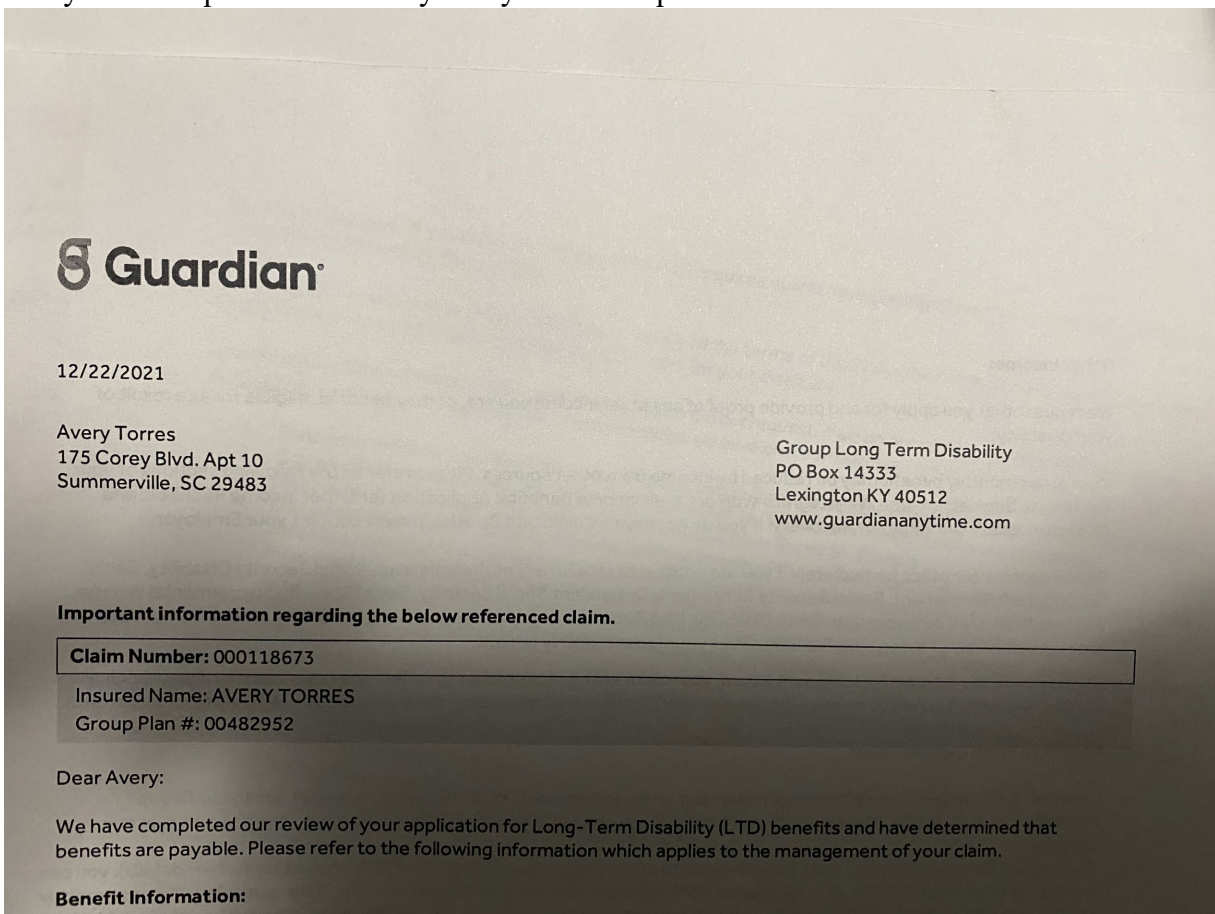 Guardian®
12/22/2021
Avery Torres
175 Corey Blvd. Apt 10
Summerville, SC 29483
Group Long Term Disability
PO Box 14333
Lexington KY 40512
www.guardiananytime.com
Important information regarding the below referenced claim.
Claim Number: 000118673
Insured Name: AVERY TORRES
Group Plan #: 00482952
Dear Avery:
We have completed our review of your application for Long-Term Disability (LTD) benefits and have determined that
benefits are payable. Please refer to the following information which applies to the management of your claim.
Benefit Information: